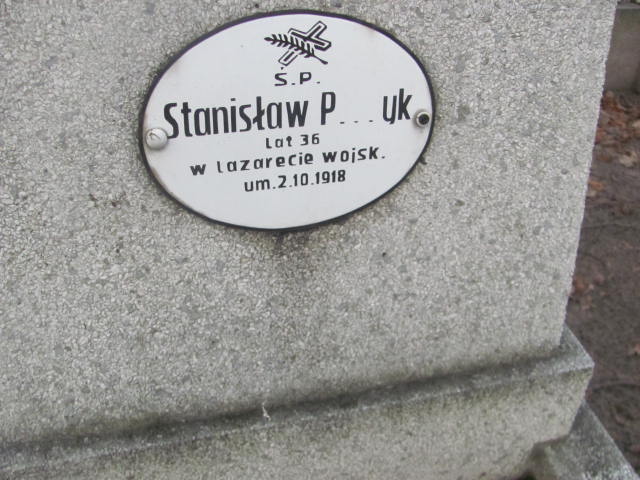 Ś.P.
Stanisław P...yk
Lat 36
w Lazarecie wojsk.
um.2.10.1918